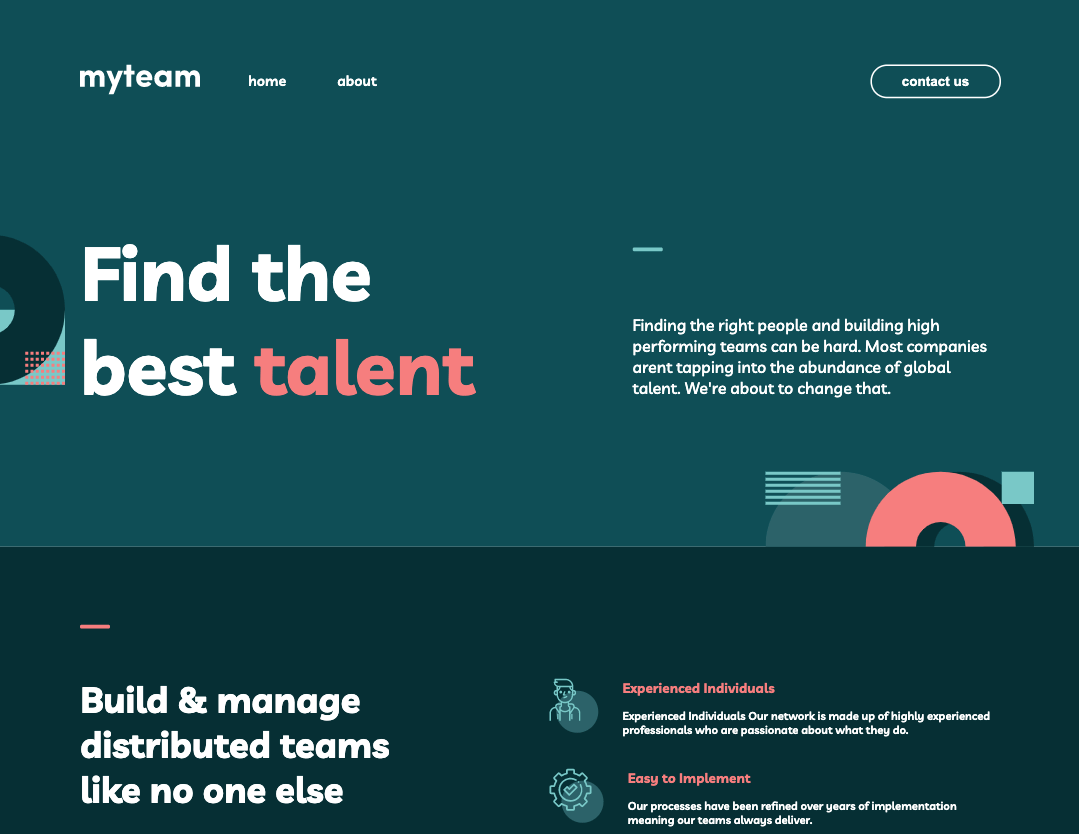 myteam
home
about
contact us
Find the
best talent
Finding the right people and building high
performing teams can be hard. Most companies
arent tapping into the abundance of global
talent. We're about to change that.
Build & manage
distributed teams
like no one else
Experienced Individuals
Experienced Individuals Our network is made up of highly experienced
professionals who are passionate about what they do.
Easy to Implement
Our processes have been refined over years of implementation
meaning our teams always deliver.